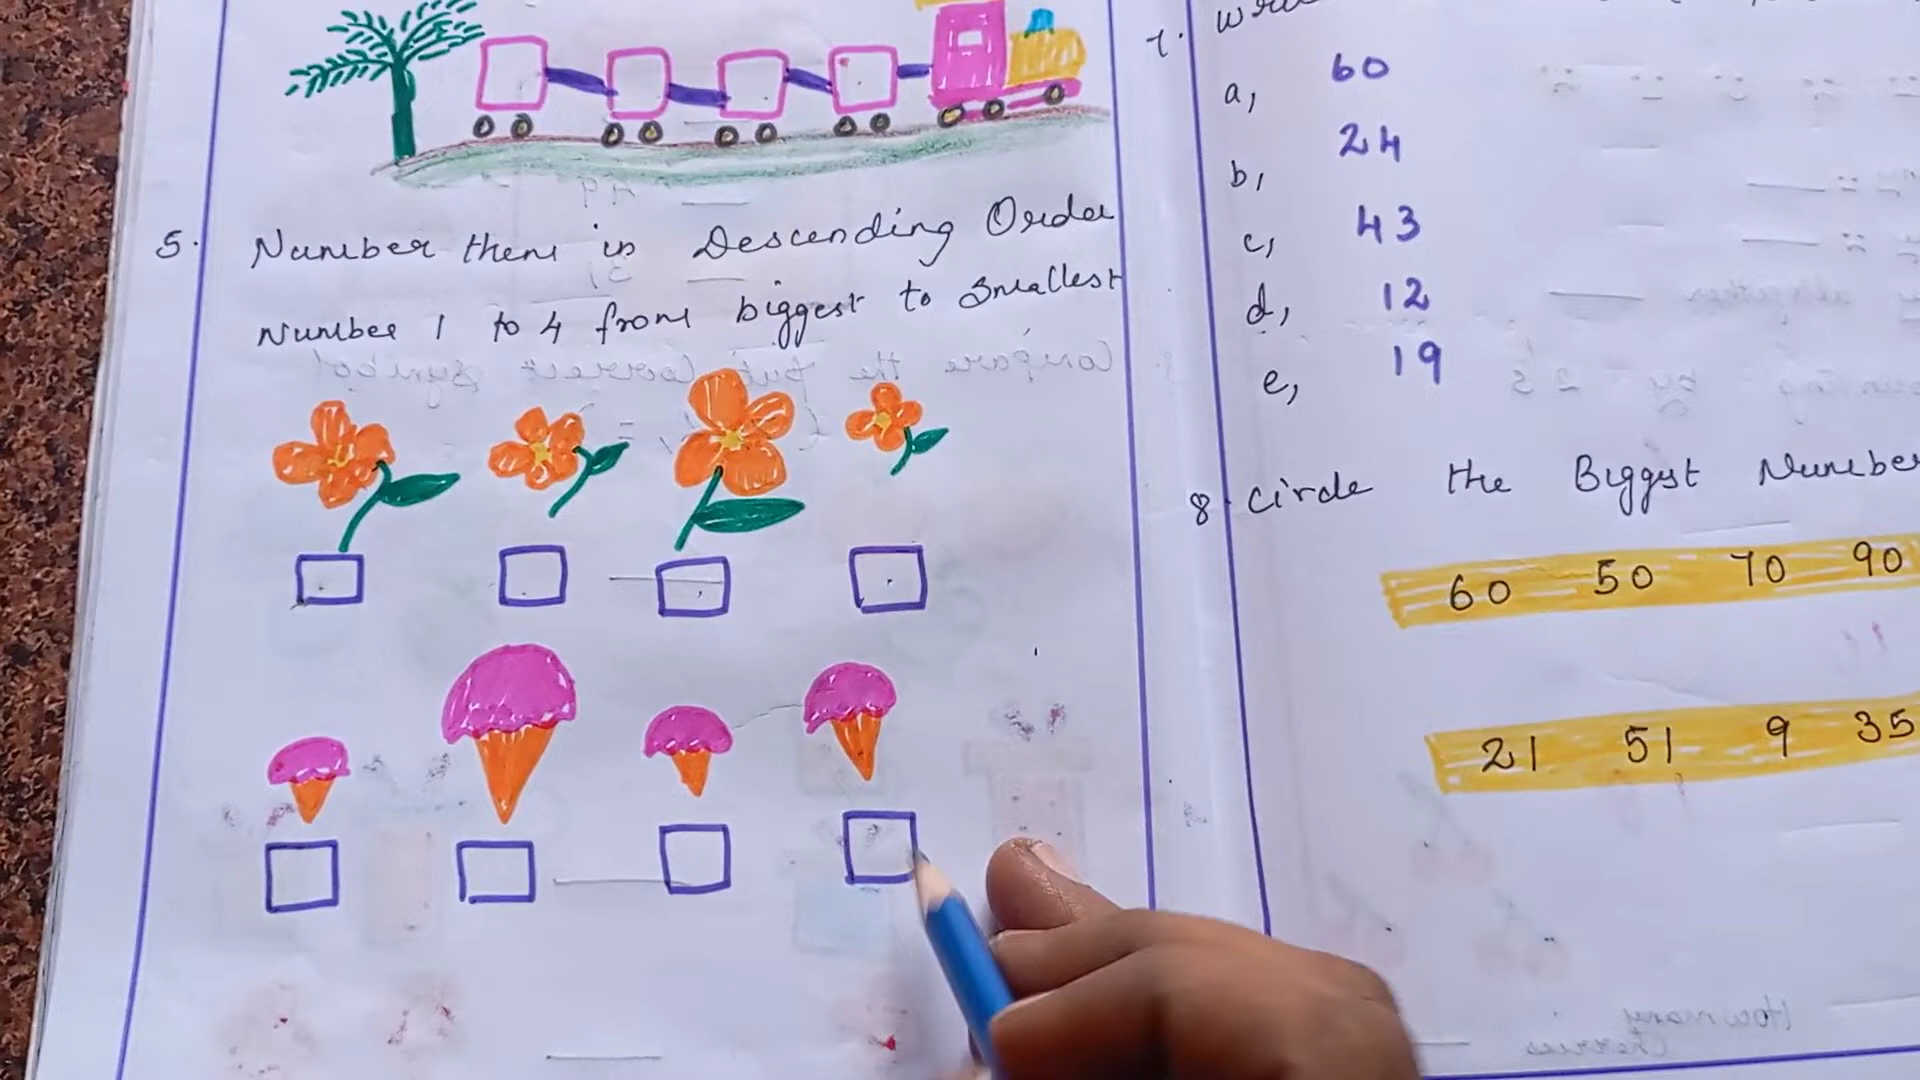 5. Number them in Descending Order
Number 1 to 4 from biggest to Smallest
7.
a, 60
b, 24
c, 43
d, 12
e, 19
8. Circle the Biggest Number
60 50 70 90
21 51 9 35